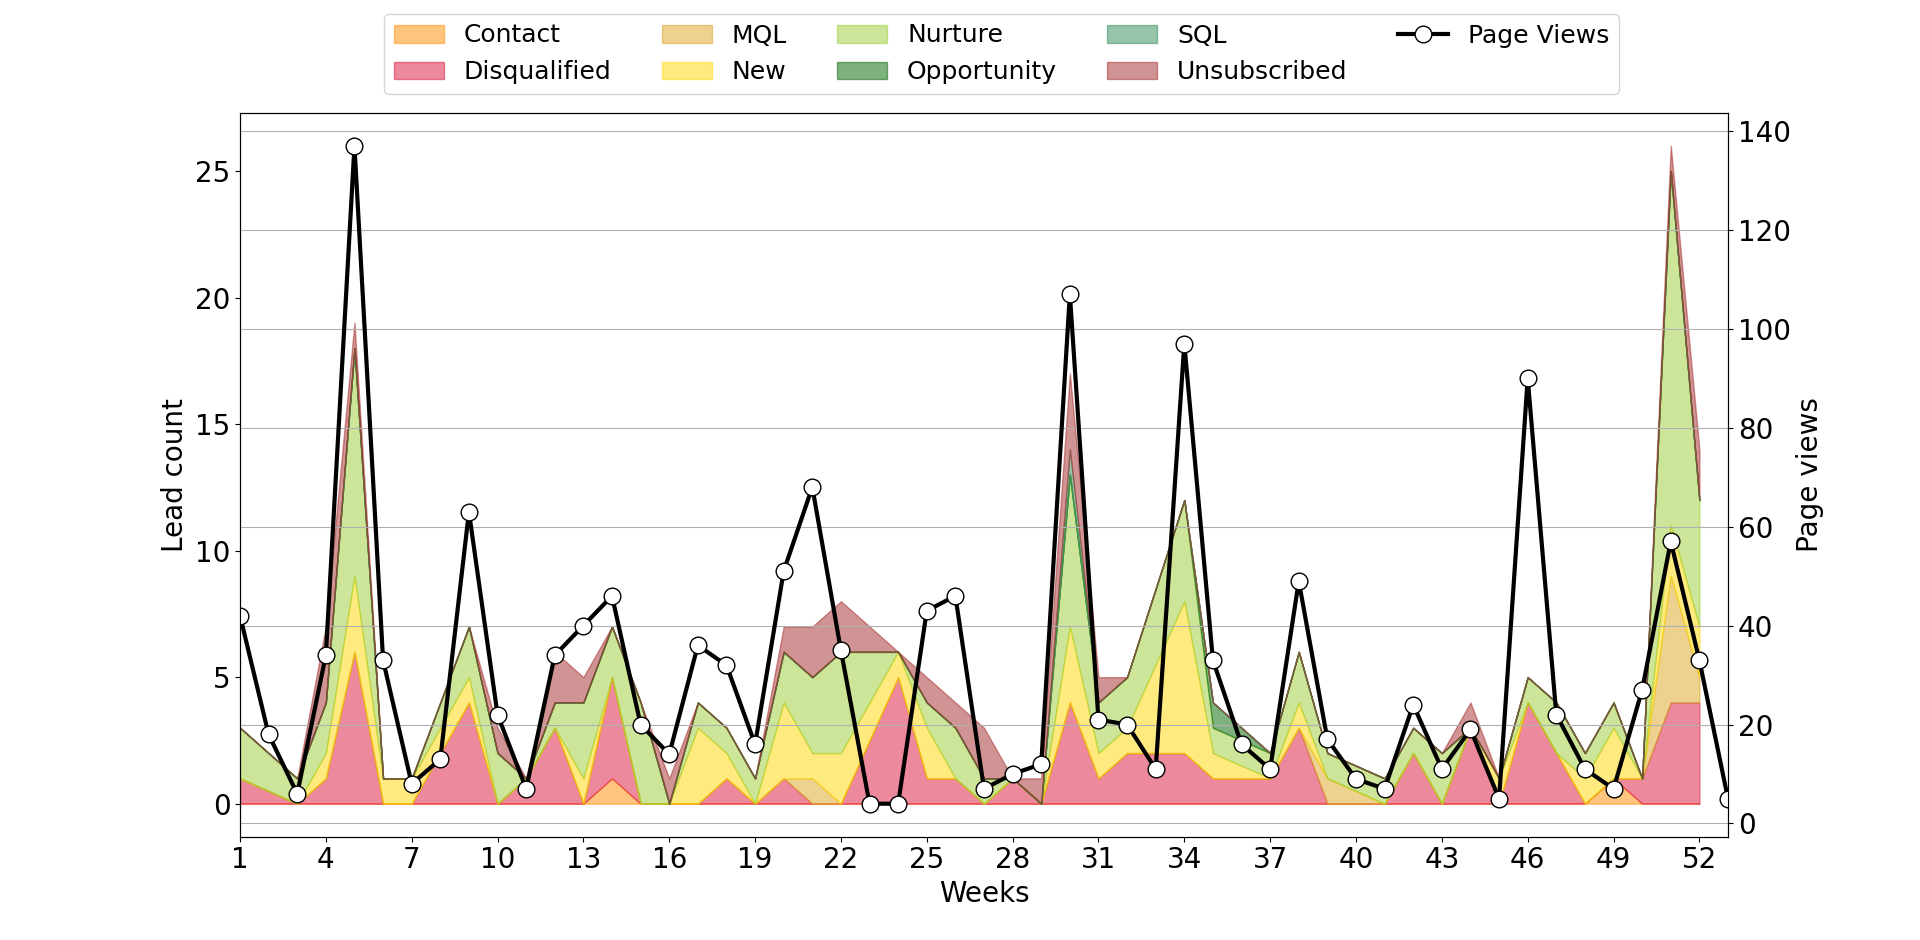 Contact MQL Nurture SQL Page Views
Disqualified New Opportunity Unsubscribed
25
20
15
10
5
0
Lead count
140
120
100
80
60
40
20
0
Page views
1 4 7 10 13 16 19 22 25 28 31 34 37 40 43 46 49 52
Weeks